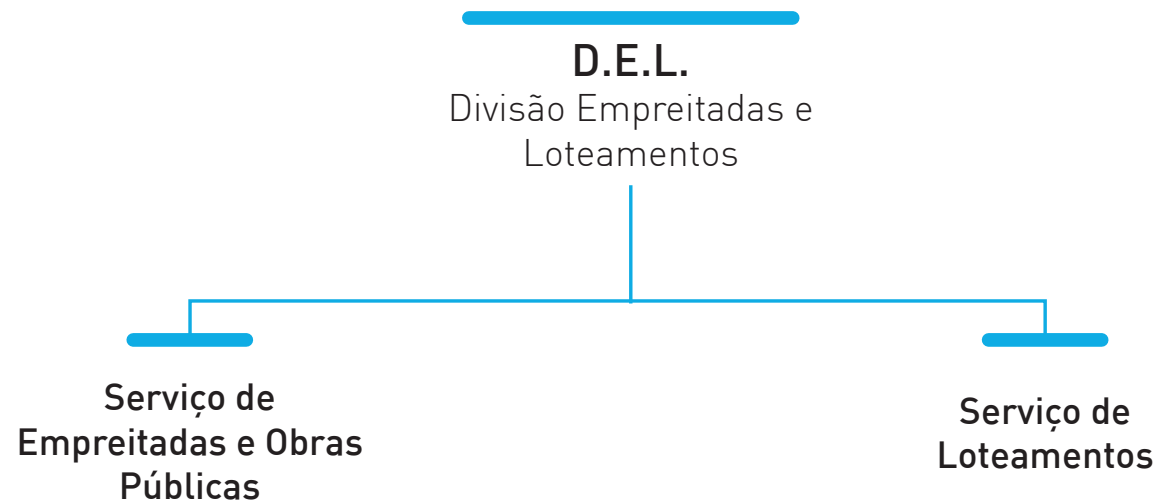 D.E.L.
Divisão Empreitadas e
Loteamentos
Serviço de
Empreitadas e Obras
Públicas
Serviço de
Loteamentos